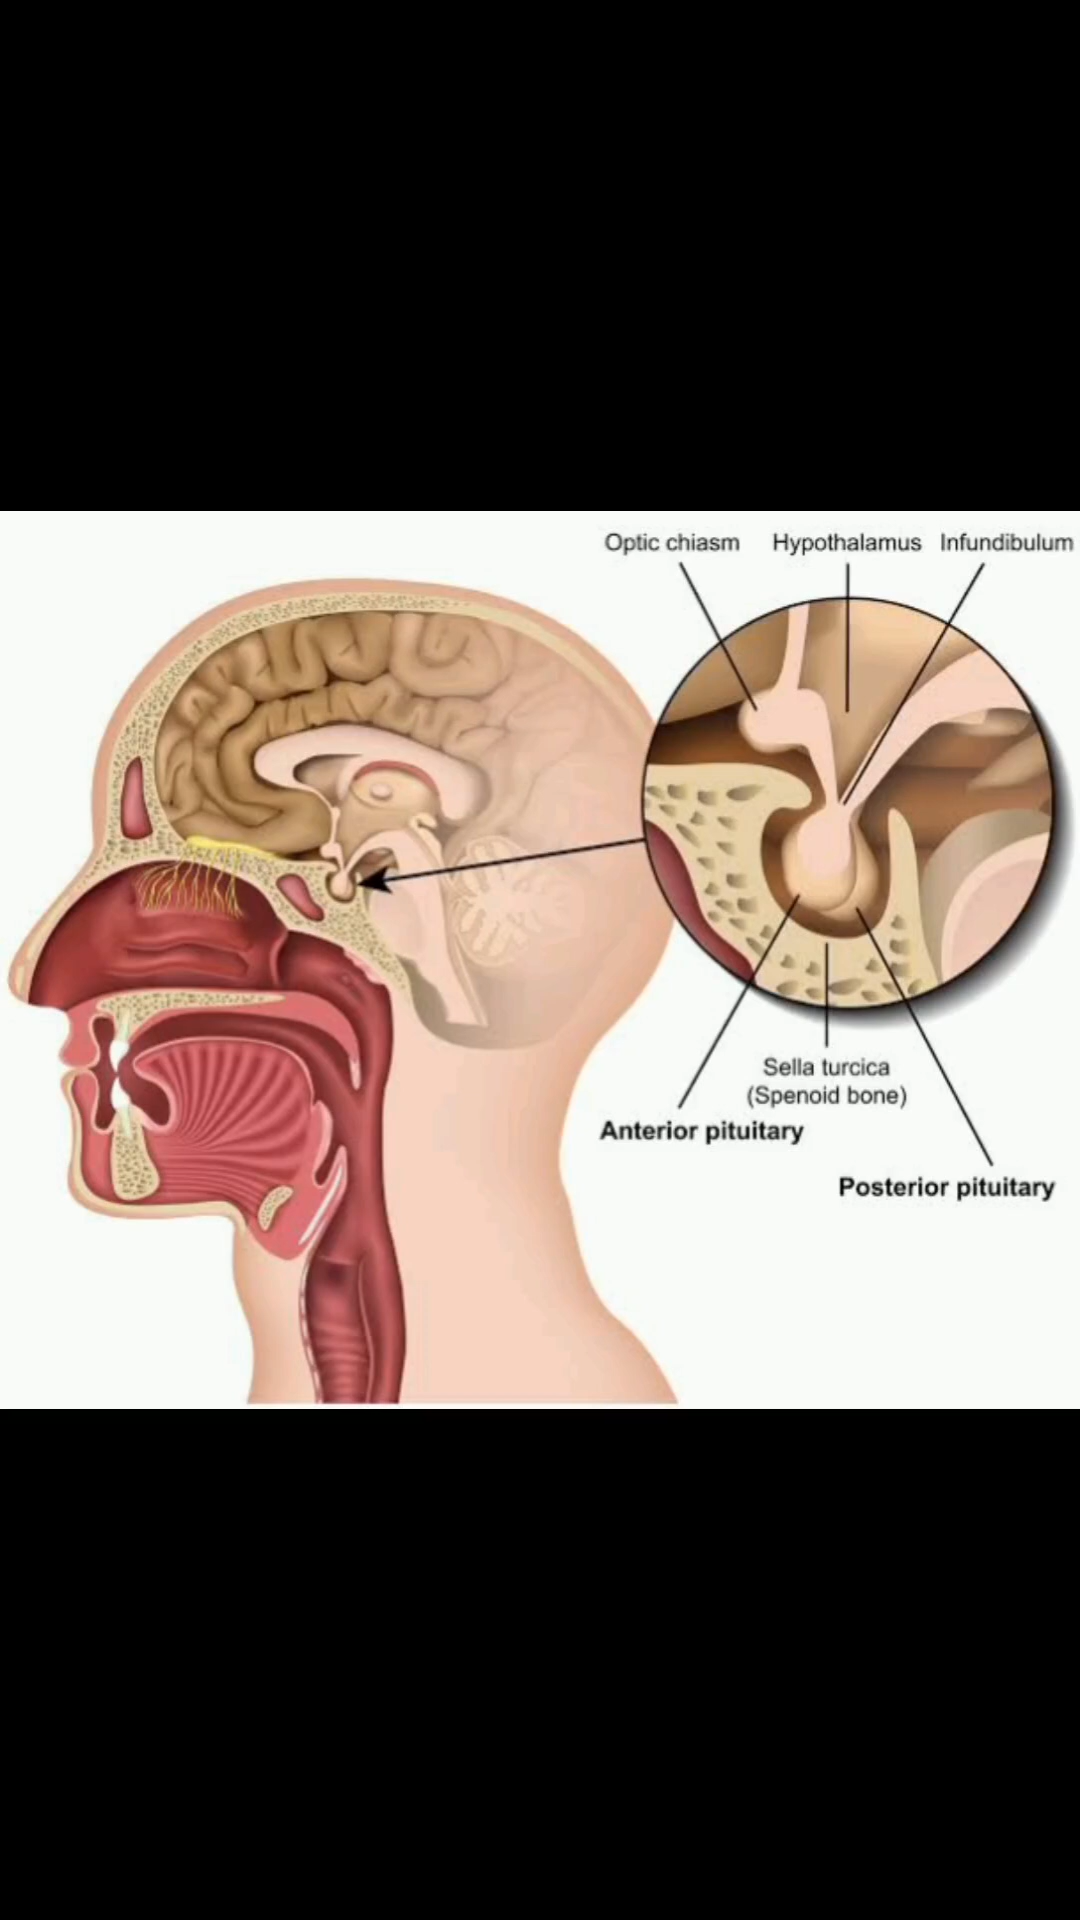 Optic chiasm
Hypothalamus
Infundibulum
Sella turcica
(Spenoid bone)
Anterior pituitary
Posterior pituitary